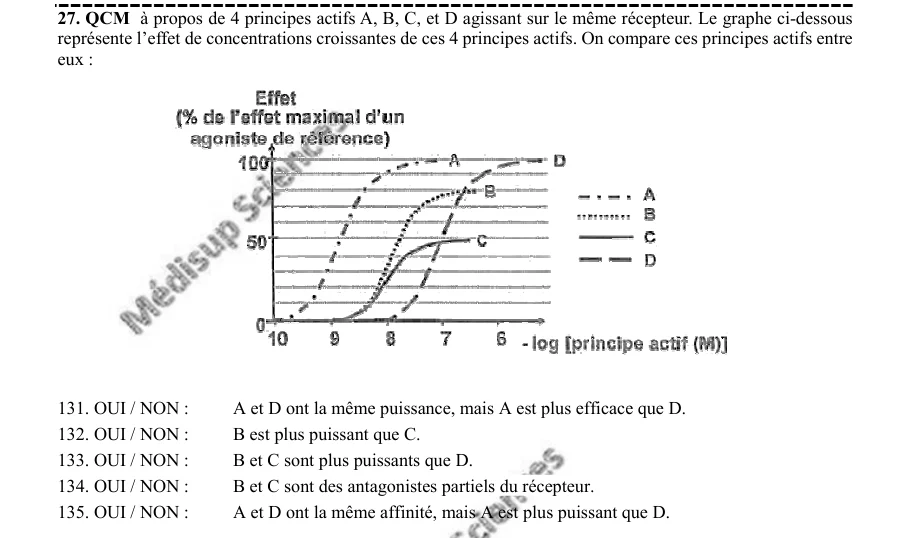 27. QCM à propos de 4 principes actifs A, B, C, et D agissant sur le même récepteur. Le graphe ci-dessous
représente l'effet de concentrations croissantes de ces 4 principes actifs. On compare ces principes actifs entre
eux :
Effet
(% de l'effet maximal d'un
agoniste de référence)
100
A
D
B
A
B
50
C
C
D
0
10 9 8 7 6 - log [principe actif (M)]
Médisup Sciences
131. OUI / NON : A et D ont la même puissance, mais A est plus efficace que D.
132. OUI / NON : B est plus puissant que C.
133. OUI / NON : B et C sont plus puissants que D.
134. OUI / NON : B et C sont des antagonistes partiels du récepteur.
135. OUI / NON : A et D ont la même affinité, mais A est plus puissant que D.